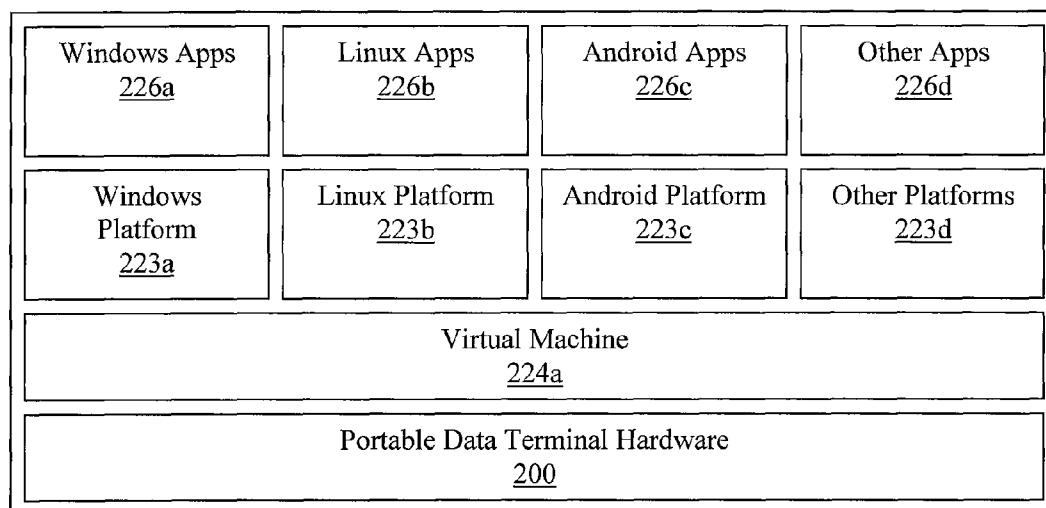 Windows Apps
226a
Linux Apps
226b
Android Apps
226c
Other Apps
226d
Windows
Platform
223a
Linux Platform
223b
Android Platform
223c
Other Platforms
223d
Virtual Machine
224a
Portable Data Terminal Hardware
200